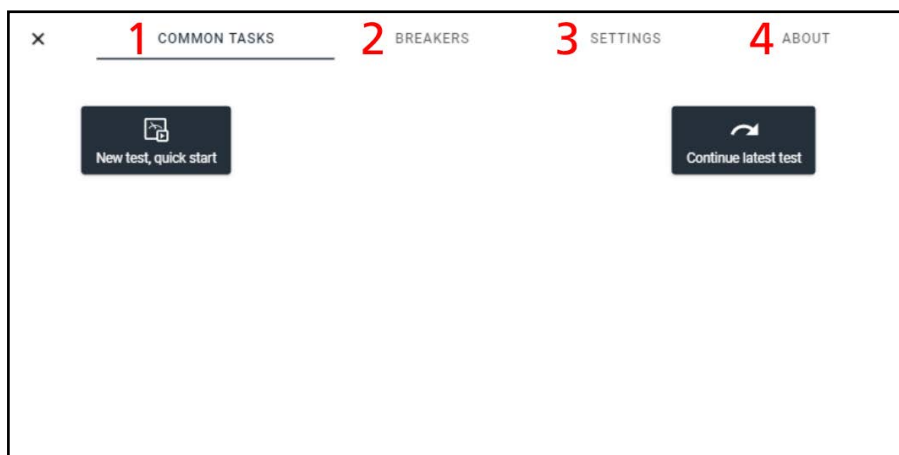 1 COMMON TASKS 2 BREAKERS 3 SETTINGS 4 ABOUT
New test, quick start
Continue latest test